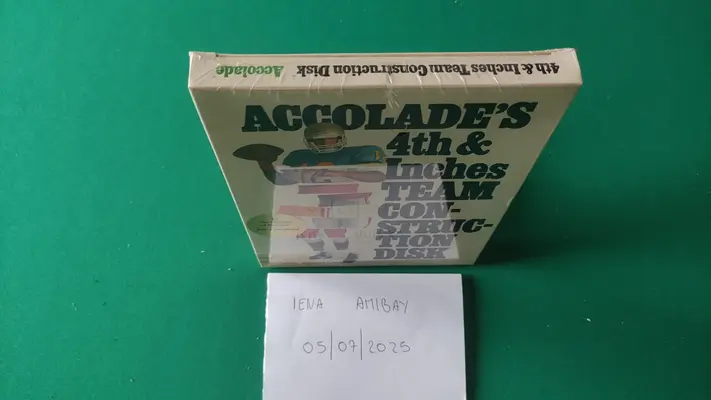 4th & Inches Team Construction Disk Accolade
ACCOLADE'S
4th &
Inches
TEAM
CON-
STRUC-
TION
DISK
IENA AMIBAY
05/07/2025